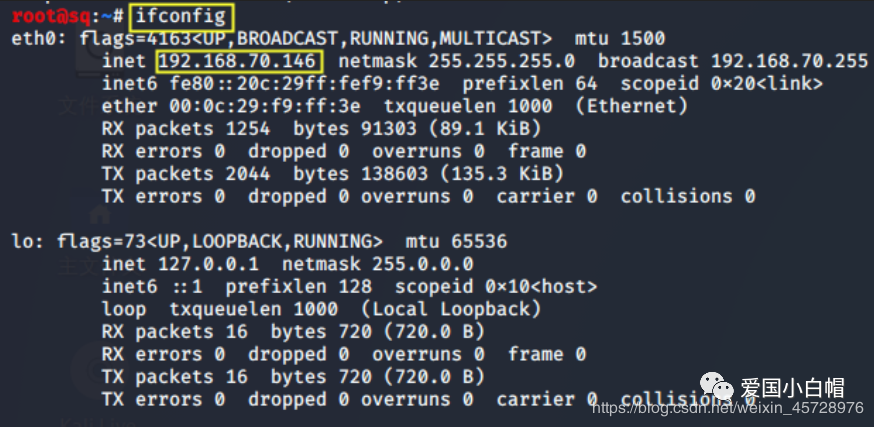 root@sq:~# ifconfig
eth0: flags=4163<UP,BROADCAST,RUNNING,MULTICAST>  mtu 1500
        inet 192.168.70.146  netmask 255.255.255.0  broadcast 192.168.70.255
        inet6 fe80::20c:29ff:fef9:ff3e  prefixlen 64  scopeid 0×20<link>
        ether 00:0c:29:f9:ff:3e  txqueuelen 1000  (Ethernet)
        RX packets 1254  bytes 91303 (89.1 KiB)
        RX errors 0  dropped 0  overruns 0  frame 0
        TX packets 2044  bytes 138603 (135.3 KiB)
        TX errors 0  dropped 0 overruns 0  carrier 0  collisions 0
lo: flags=73<UP,LOOPBACK,RUNNING>  mtu 65536
        inet 127.0.0.1  netmask 255.0.0.0
        inet6 ::1  prefixlen 128  scopeid 0×10<host>
        loop  txqueuelen 1000  (Local Loopback)
        RX packets 16  bytes 720 (720.0 B)
        RX errors 0  dropped 0  overruns 0  frame 0
        TX packets 16  bytes 720 (720.0 B)
        TX errors 0  dropped 0 overruns 0  carrier 0  collisions 0
爱国小白帽
https://blog.csdn.net/weixin_45728976